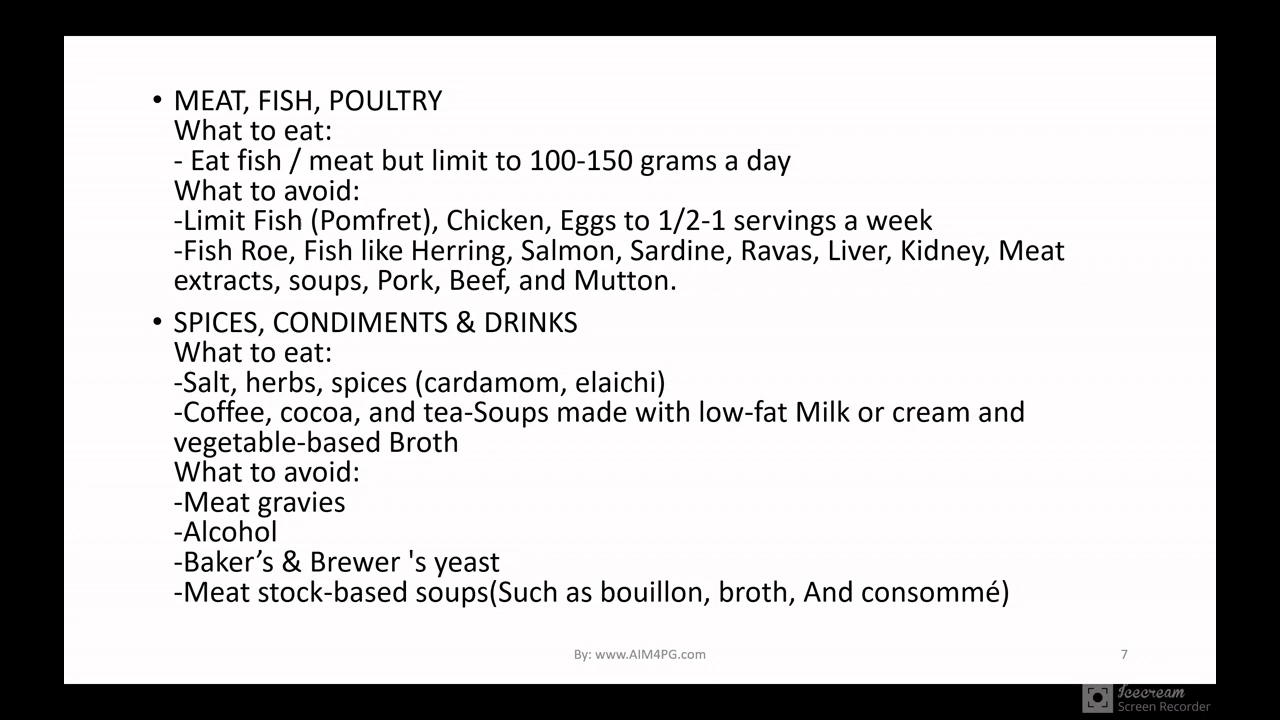 • MEAT, FISH, POULTRY
What to eat:
- Eat fish / meat but limit to 100-150 grams a day
What to avoid:
-Limit Fish (Pomfret), Chicken, Eggs to 1/2-1 servings a week
-Fish Roe, Fish like Herring, Salmon, Sardine, Ravas, Liver, Kidney, Meat
extracts, soups, Pork, Beef, and Mutton.
• SPICES, CONDIMENTS & DRINKS
What to eat:
-Salt, herbs, spices (cardamom, elaichi)
-Coffee, cocoa, and tea-Soups made with low-fat Milk or cream and
vegetable-based Broth
What to avoid:
-Meat gravies
-Alcohol
-Baker’s & Brewer 's yeast
-Meat stock-based soups(Such as bouillon, broth, And consommé)
By: www.AIM4PG.com
7
Icecream
Screen Recorder